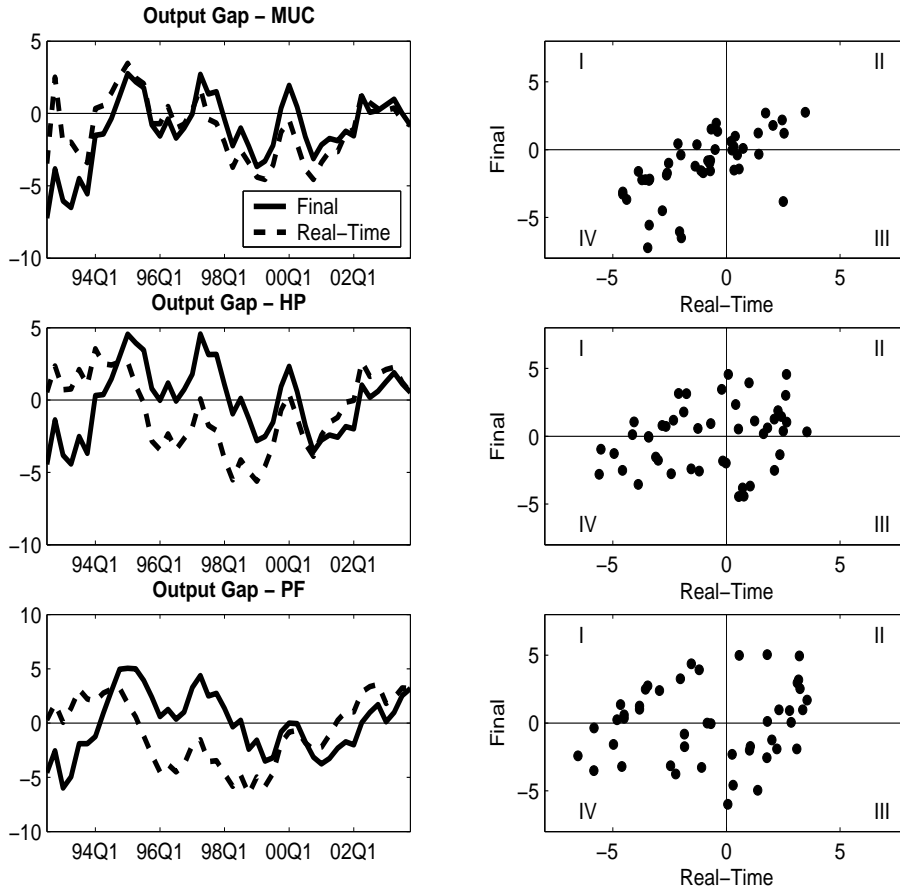 Output Gap − MUC
5
0
−5
−10
94Q1 96Q1 98Q1 00Q1 02Q1
Final
Real−Time
I II
5
0
−5
IV III
−5 0 5
Final
Real−Time
Output Gap − HP
5
0
−5
−10
94Q1 96Q1 98Q1 00Q1 02Q1
I II
5
0
−5
IV III
−5 0 5
Final
Real−Time
Output Gap − PF
10
5
0
−5
−10
94Q1 96Q1 98Q1 00Q1 02Q1
I II
5
0
−5
IV III
−5 0 5
Final
Real−Time